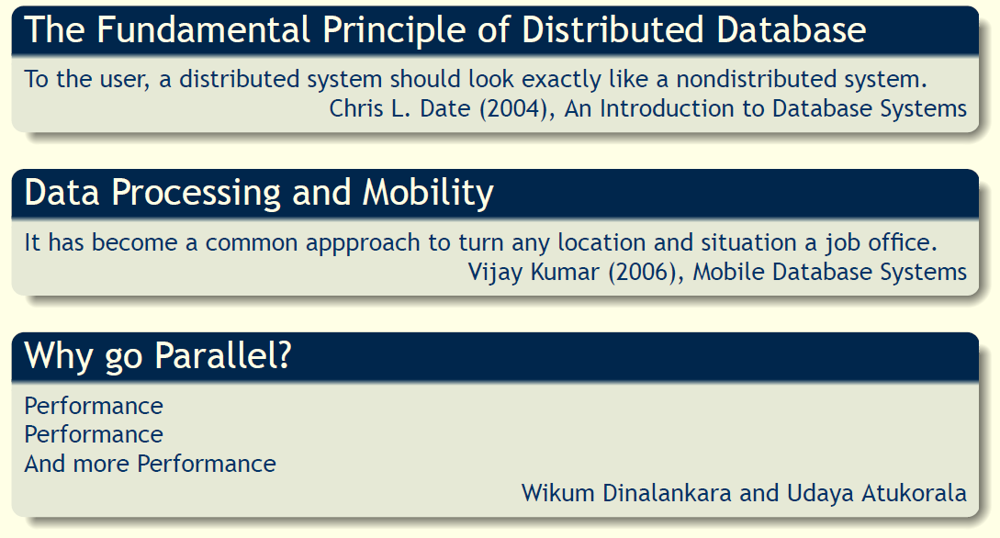 The Fundamental Principle of Distributed Database
To the user, a distributed system should look exactly like a nondistributed system.
Chris L. Date (2004), An Introduction to Database Systems
Data Processing and Mobility
It has become a common appproach to turn any location and situation a job office.
Vijay Kumar (2006), Mobile Database Systems
Why go Parallel?
Performance
Performance
And more Performance
Wikum Dinalankara and Udaya Atukorala